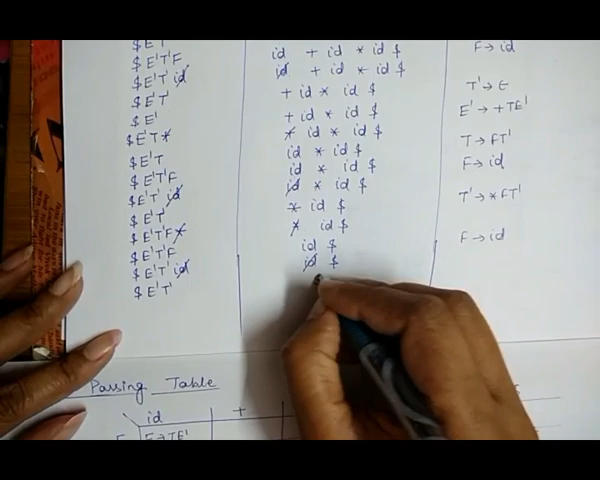 $ E'T'
$ E'T'F id + id * id $ F → id
$ E'T' id id + id * id $
$ E'T' + id * id $ T' → ϵ
$ E' + id * id $ E' → + TE'
$ E'T * * id * id $ T → FT'
$ E'T id * id $ F → id
$ E'T'F id * id $
$ E'T' id id * id $ T' → * FT'
$ E'T' * id $
$ E'T'F * * id $
$ E'T'F id $ F → id
$ E'T' id id $
$ E'T'
Passing Table
id +
E → TE'